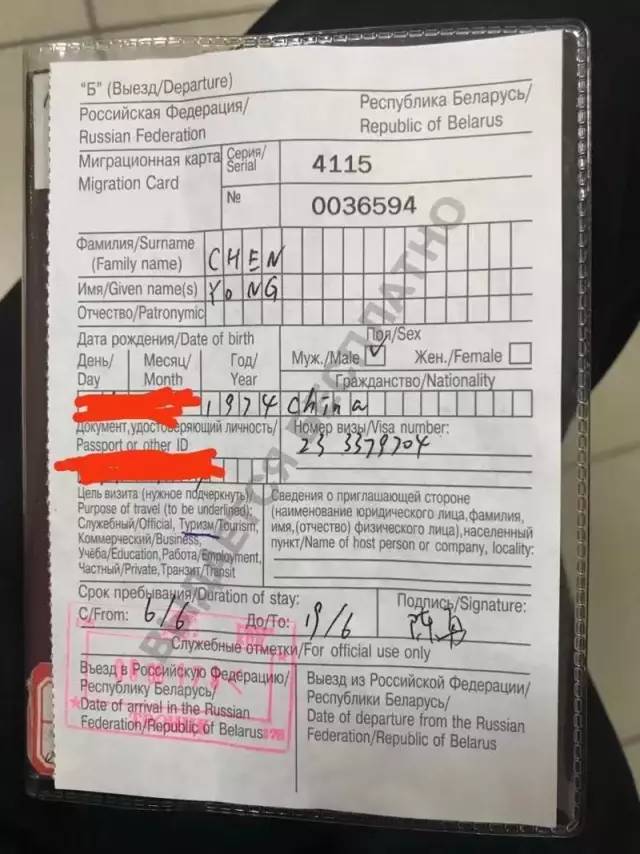 "Б" (Выезд/Departure)
Российская Федерация/
Russian Federation
Республика Беларусь/
Republic of Belarus
Миграционная карта
Migration Card
Серия/
Serial
4115
№
0036594
Фамилия/Surname
(Family name)
CHEN
Имя/Given name(s)
YONG
Отчество/Patronymic
Дата рождения/Date of birth
День/
Day
Месяц/
Month
Год/
Year
Пол/Sex
Муж./Male
Жен./Female
Гражданство/Nationality
1974
China
Документ,удостоверяющий личность/
Passport or other ID
Номер визы/Visa number:
23 3379704
Цель визита (нужное подчеркнуть)/
Purpose of travel (to be underlined):
Служебный/Official, Туризм/Tourism,
Коммерческий/Business,
Учёба/Education, Работа/Employment,
Частный/Private, Транзит/Transit
Сведения о приглашающей стороне
(наименование юридического лица,фамилия,
имя,(отчество) физического лица),населенный
пункт/Name of host person or company, locality:
Срок пребывания/Duration of stay:
С/From: 6/6
До/To: 19/6
Подпись/Signature:
Служебные отметки/For official use only
Въезд в Российскую Федерацию/
Республику Беларусь/
Date of arrival in the Russian
Federation/Republic of Belarus
Выезд из Российской Федерации/
Республики Беларусь/
Date of departure from the Russian
Federation/Republic of Belarus
ВЫДАЕТСЯ БЕСПЛАТНО